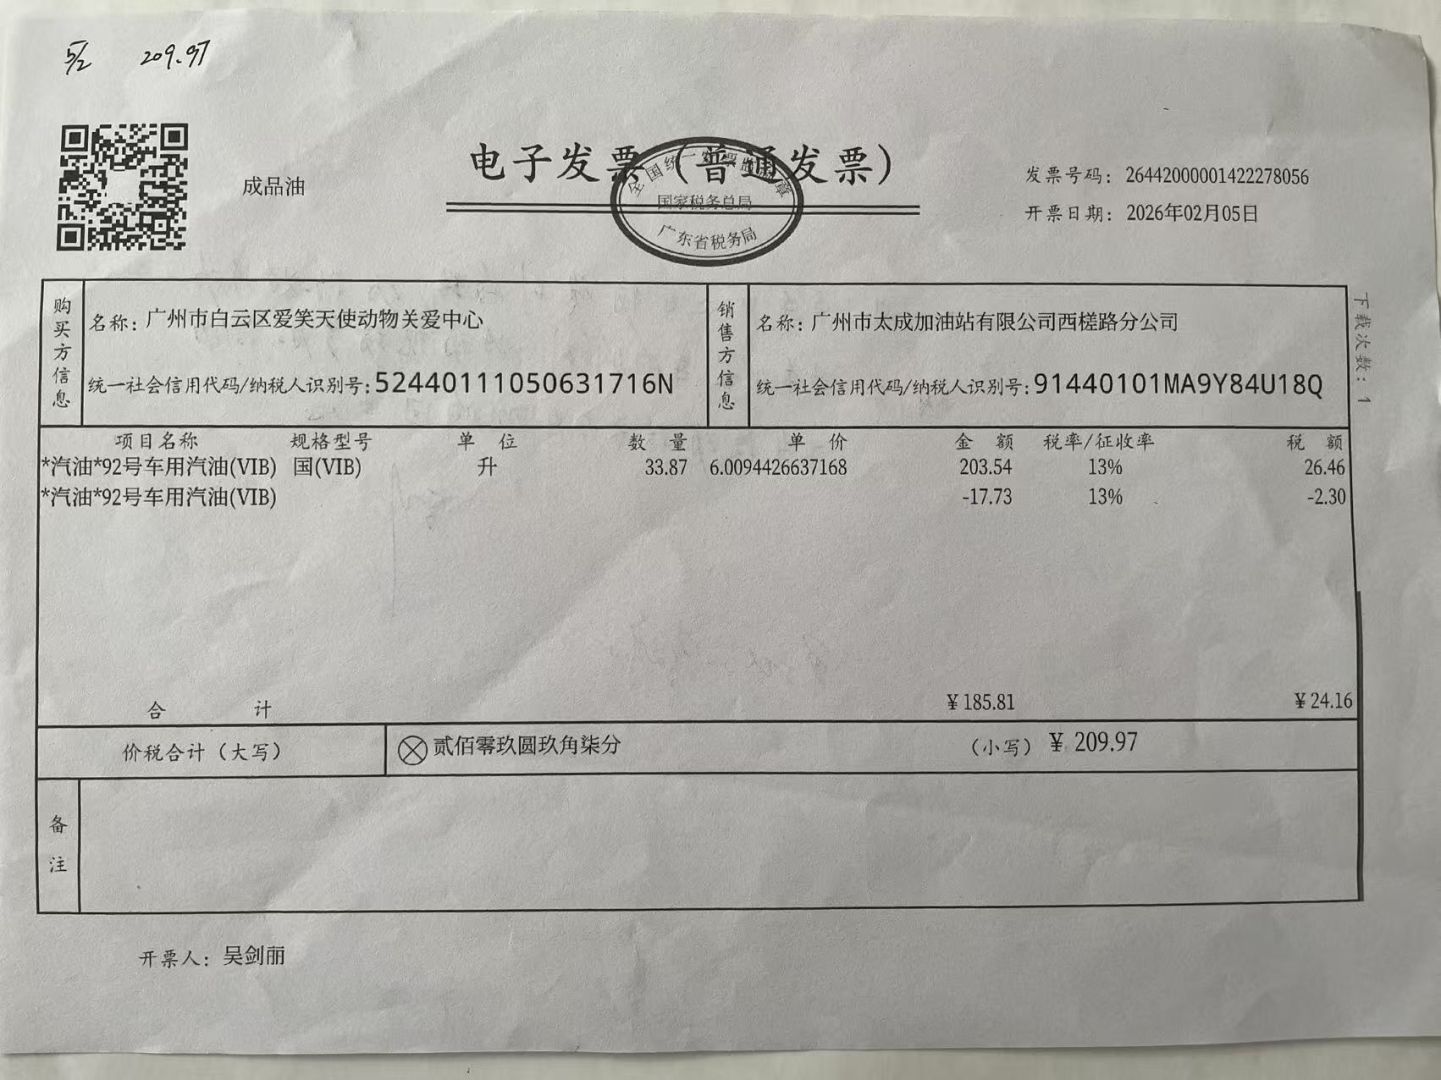 5/2 209.97
成品油
电子发票（普通发票）
全国统一发票监制章
国家税务总局
广东省税务局
发票号码：26442000001422278056
开票日期：2026年02月05日
购买方信息
名称：广州市白云区爱笑天使动物关爱中心
统一社会信用代码/纳税人识别号：52440111050631716N
销售方信息
名称：广州市太成加油站有限公司西槎路分公司
统一社会信用代码/纳税人识别号：91440101MA9Y84U18Q
下载次数：1
项目名称 规格型号 单位 数量 单价 金额 税率/征收率 税额
*汽油*92号车用汽油(VIB) 国(VIB) 升 33.87 6.0094426637168 203.54 13% 26.46
*汽油*92号车用汽油(VIB) -17.73 13% -2.30
合计 ¥185.81 ¥24.16
价税合计（大写） 贰佰零玖圆玖角柒分 （小写）¥ 209.97
备注
开票人：吴剑丽